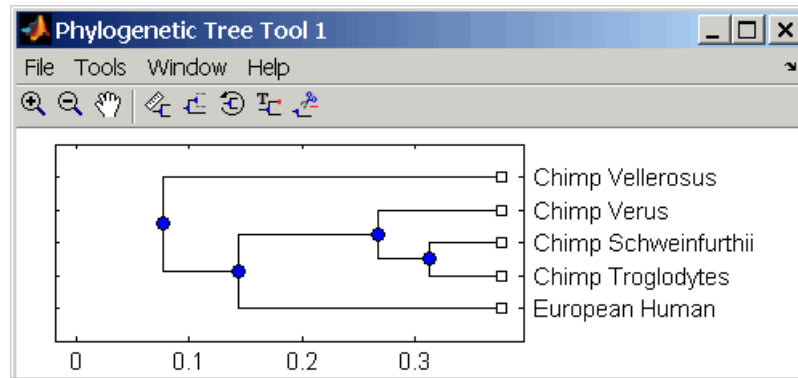 Phylogenetic Tree Tool 1
File Tools Window Help
Chimp Vellerosus
Chimp Verus
Chimp Schweinfurthii
Chimp Troglodytes
European Human
0 0.1 0.2 0.3